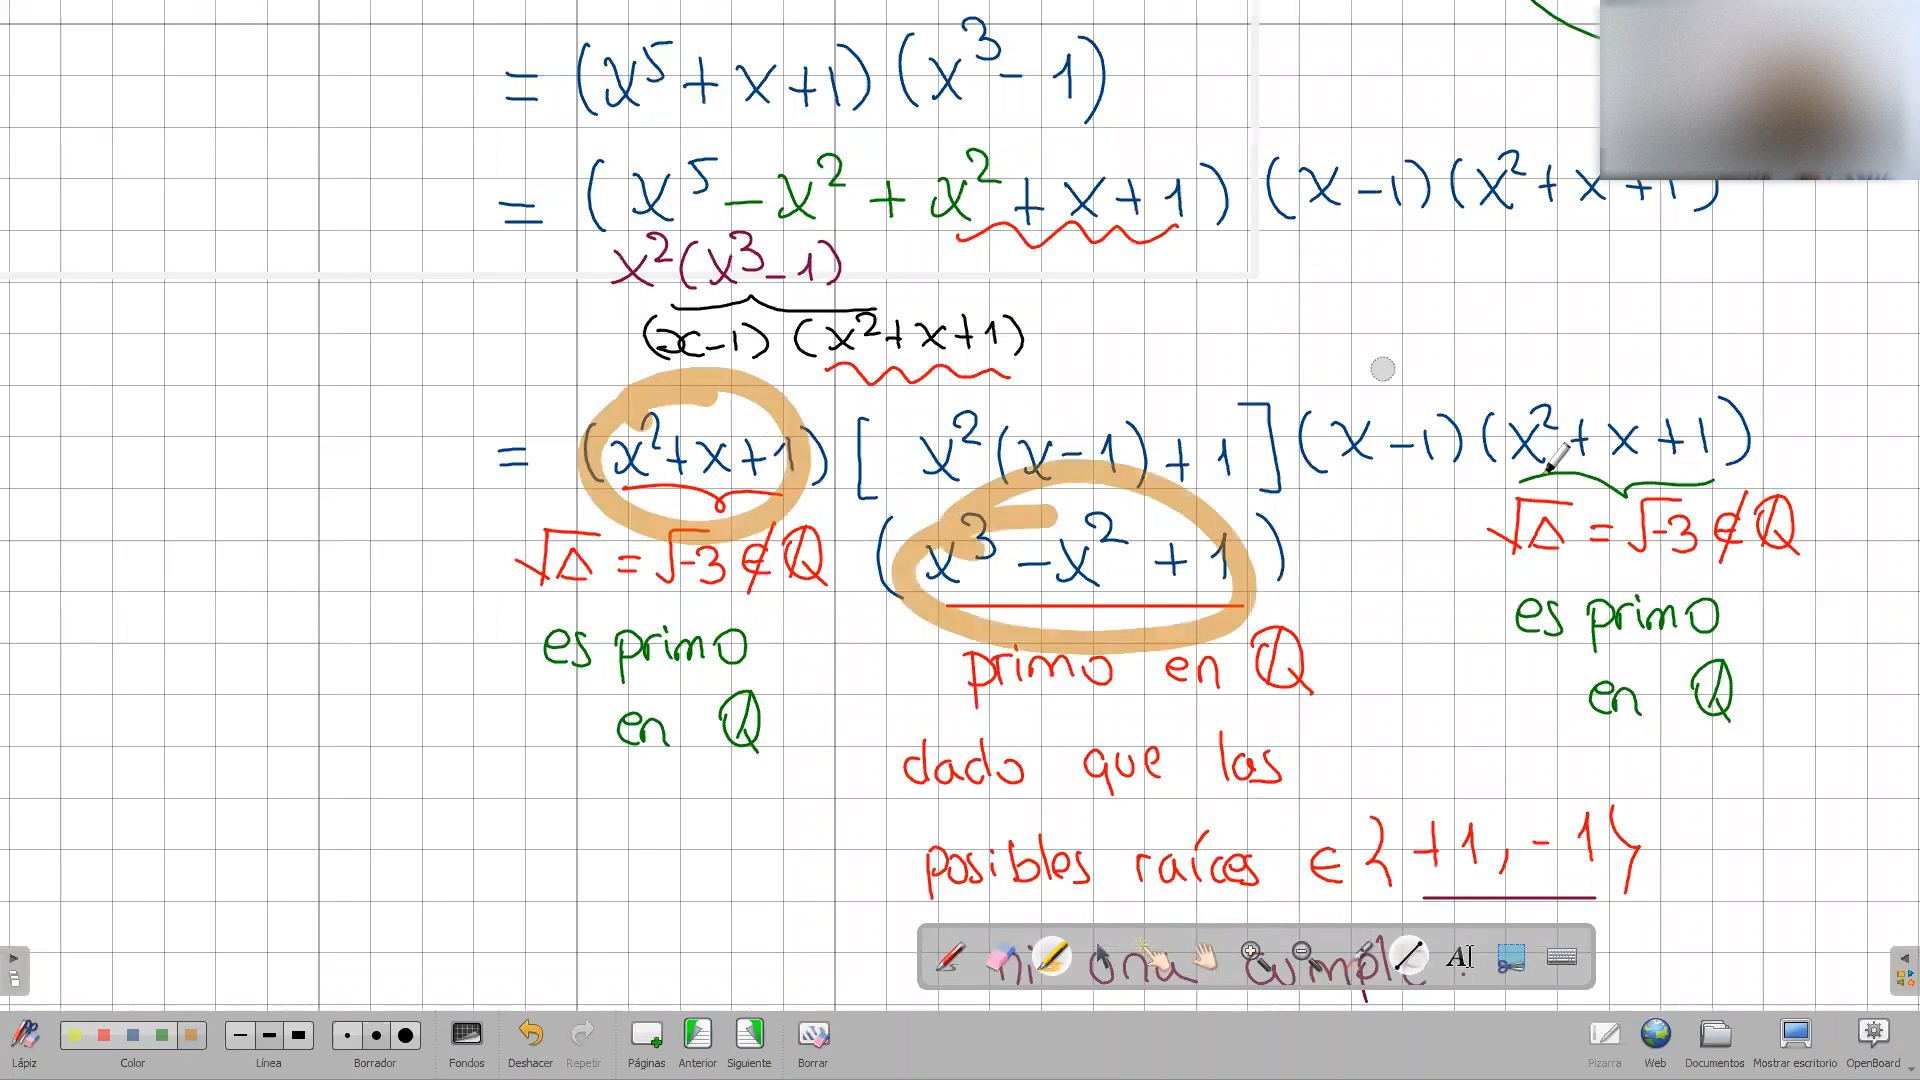 = (x⁵ + x + 1) (x³ - 1)
= (x⁵ - x² + x² + x + 1) (x - 1) (x² + x + 1)
x² (x³ - 1)
(x - 1) (x² + x + 1)
= (x² + x + 1) [ x² (x - 1) + 1 ] (x - 1) (x² + x + 1)
(x³ - x² + 1)
√Δ = √-3 ∉ ℚ
√Δ = √-3 ∉ ℚ
es primo
en ℚ
primo en ℚ
es primo
en ℚ
dado que las
posibles raíces ∈ { +1, -1 }
ni una cumple.
Lápiz Color Línea Borrador Fondos Deshacer Repetir Páginas Anterior Siguiente Borrar Pizarra Web Documentos Mostrar escritorio OpenBoard